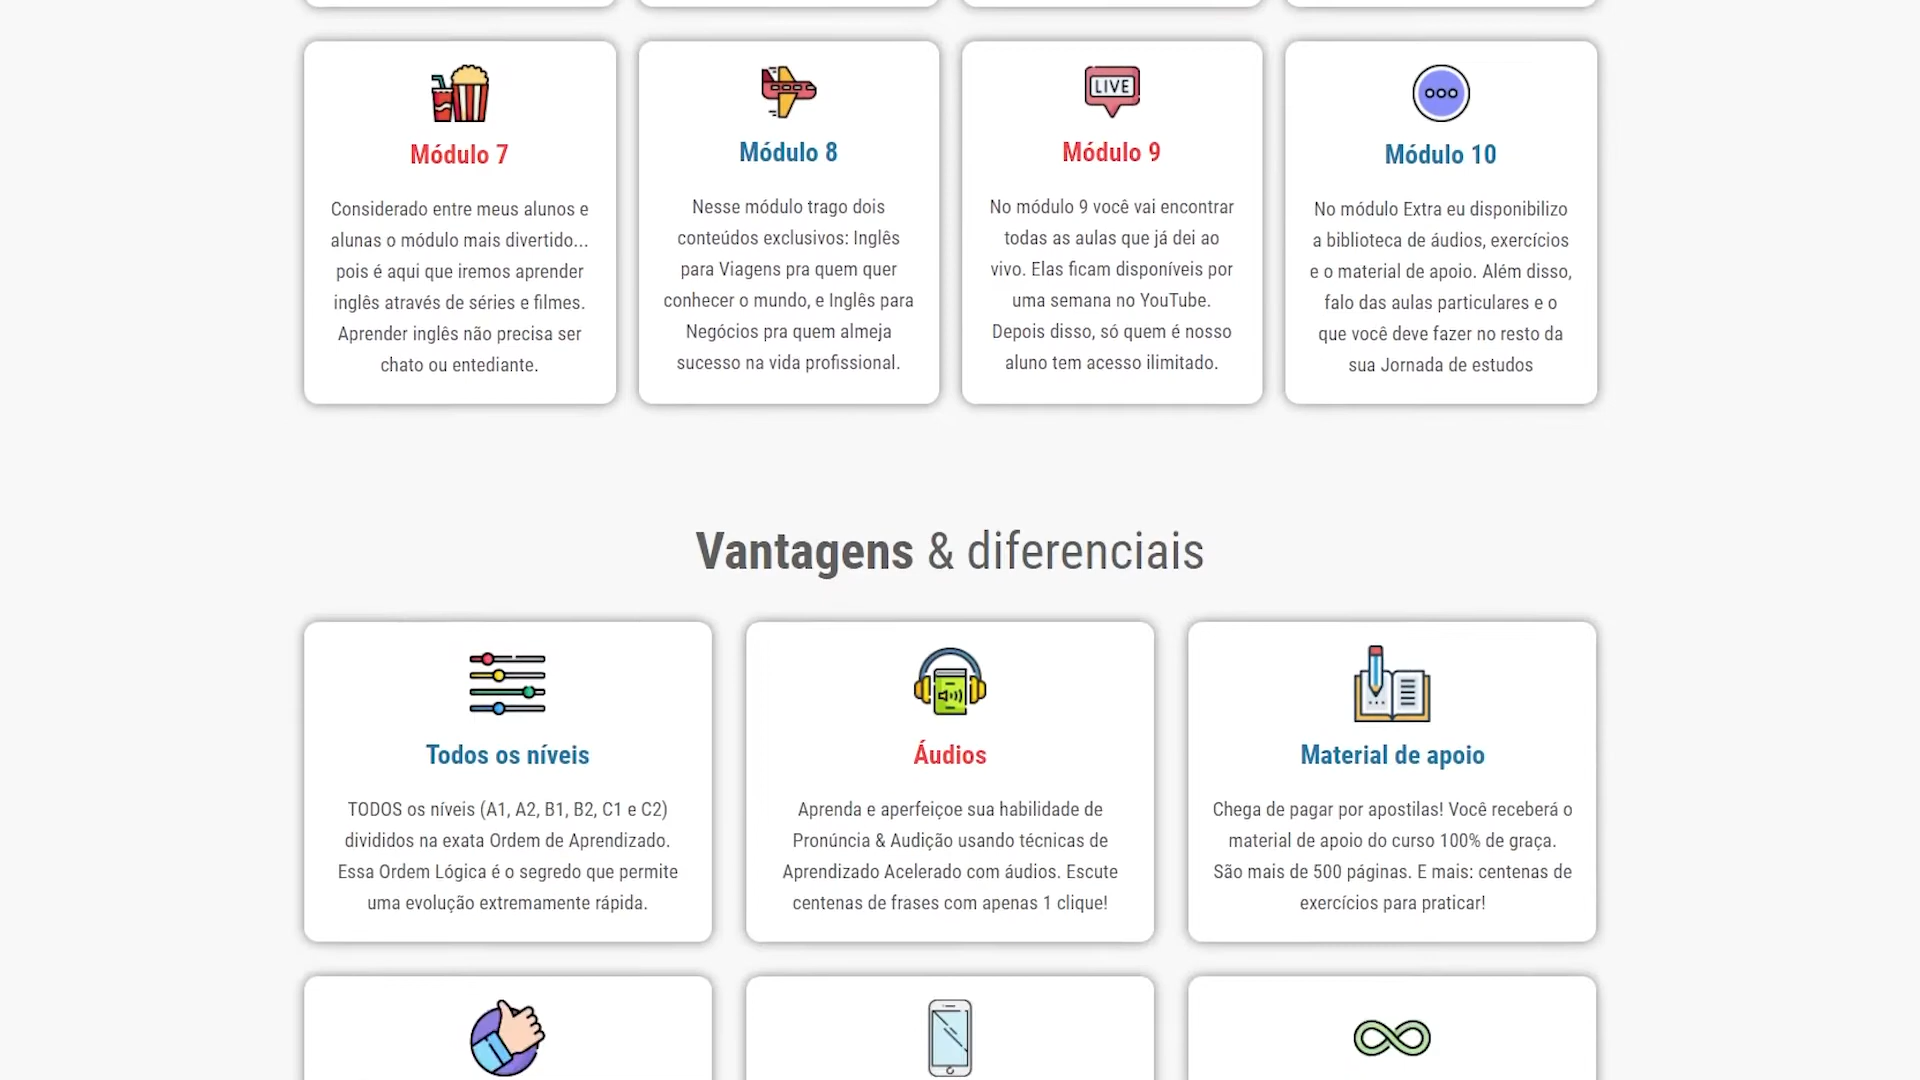 Módulo 7
Considerado entre meus alunos e
alunas o módulo mais divertido...
pois é aqui que iremos aprender
inglês através de séries e filmes.
Aprender inglês não precisa ser
chato ou entediante.
Módulo 8
Nesse módulo trago dois
conteúdos exclusivos: Inglês
para Viagens pra quem quer
conhecer o mundo, e Inglês para
Negócios pra quem almeja
sucesso na vida profissional.
LIVE
Módulo 9
No módulo 9 você vai encontrar
todas as aulas que já dei ao
vivo. Elas ficam disponíveis por
uma semana no YouTube.
Depois disso, só quem é nosso
aluno tem acesso ilimitado.
Módulo 10
No módulo Extra eu disponibilizo
a biblioteca de áudios, exercícios
e o material de apoio. Além disso,
falo das aulas particulares e o
que você deve fazer no resto da
sua Jornada de estudos
Vantagens & diferenciais
Todos os níveis
TODOS os níveis (A1, A2, B1, B2, C1 e C2)
divididos na exata Ordem de Aprendizado.
Essa Ordem Lógica é o segredo que permite
uma evolução extremamente rápida.
Áudios
Aprenda e aperfeiçoe sua habilidade de
Pronúncia & Audição usando técnicas de
Aprendizado Acelerado com áudios. Escute
centenas de frases com apenas 1 clique!
Material de apoio
Chega de pagar por apostilas! Você receberá o
material de apoio do curso 100% de graça.
São mais de 500 páginas. E mais: centenas de
exercícios para praticar!